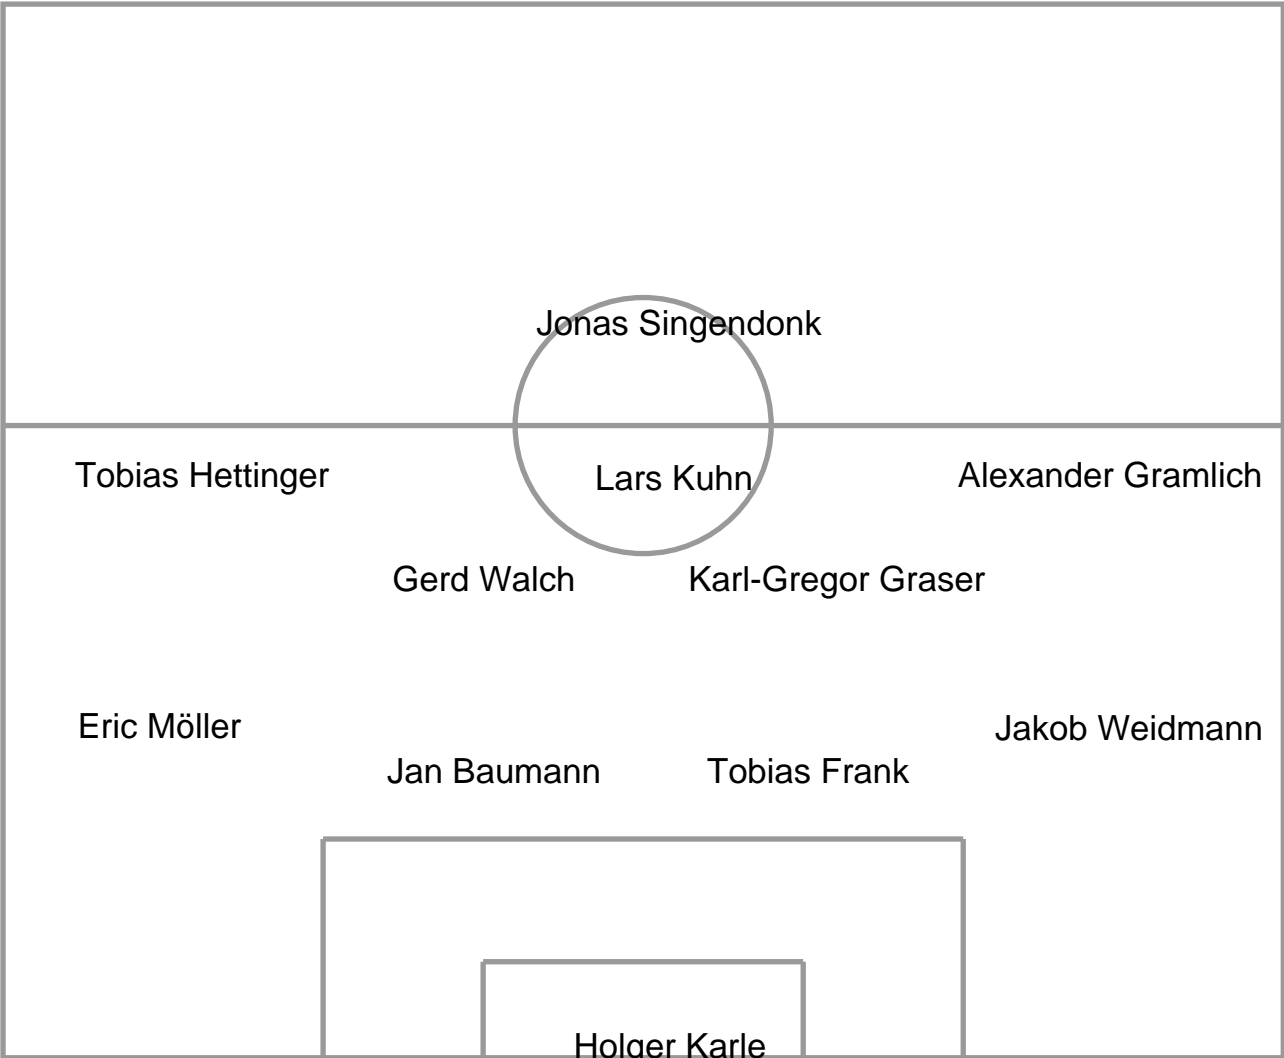 Jonas Singendonk
Tobias Hettinger Lars Kuhn Alexander Gramlich
Gerd Walch Karl-Gregor Graser
Eric Möller Jakob Weidmann
Jan Baumann Tobias Frank
Holger Karle